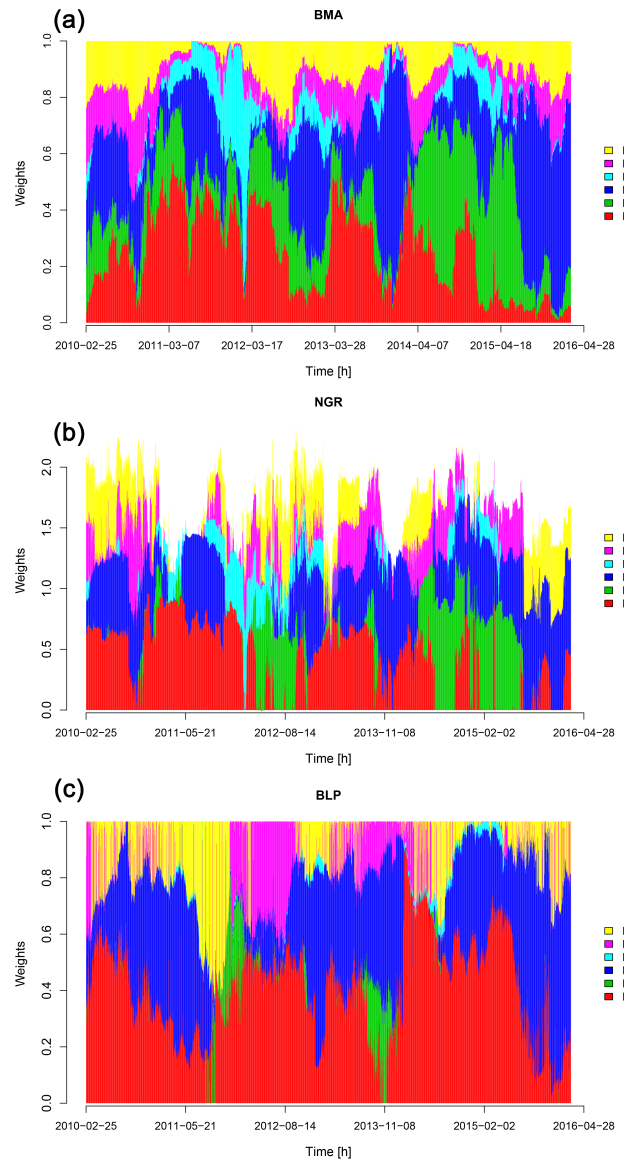 (a)
BMA
Weights
0.0 0.2 0.4 0.6 0.8 1.0
2010−02−25 2011−03−07 2012−03−17 2013−03−28 2014−04−07 2015−04−18 2016−04−28
Time [h]
(b)
NGR
Weights
0.0 0.5 1.0 1.5 2.0
2010−02−25 2011−05−21 2012−08−14 2013−11−08 2015−02−02 2016−04−28
Time [h]
(c)
BLP
Weights
0.0 0.2 0.4 0.6 0.8 1.0
2010−02−25 2011−05−21 2012−08−14 2013−11−08 2015−02−02 2016−04−28
Time [h]